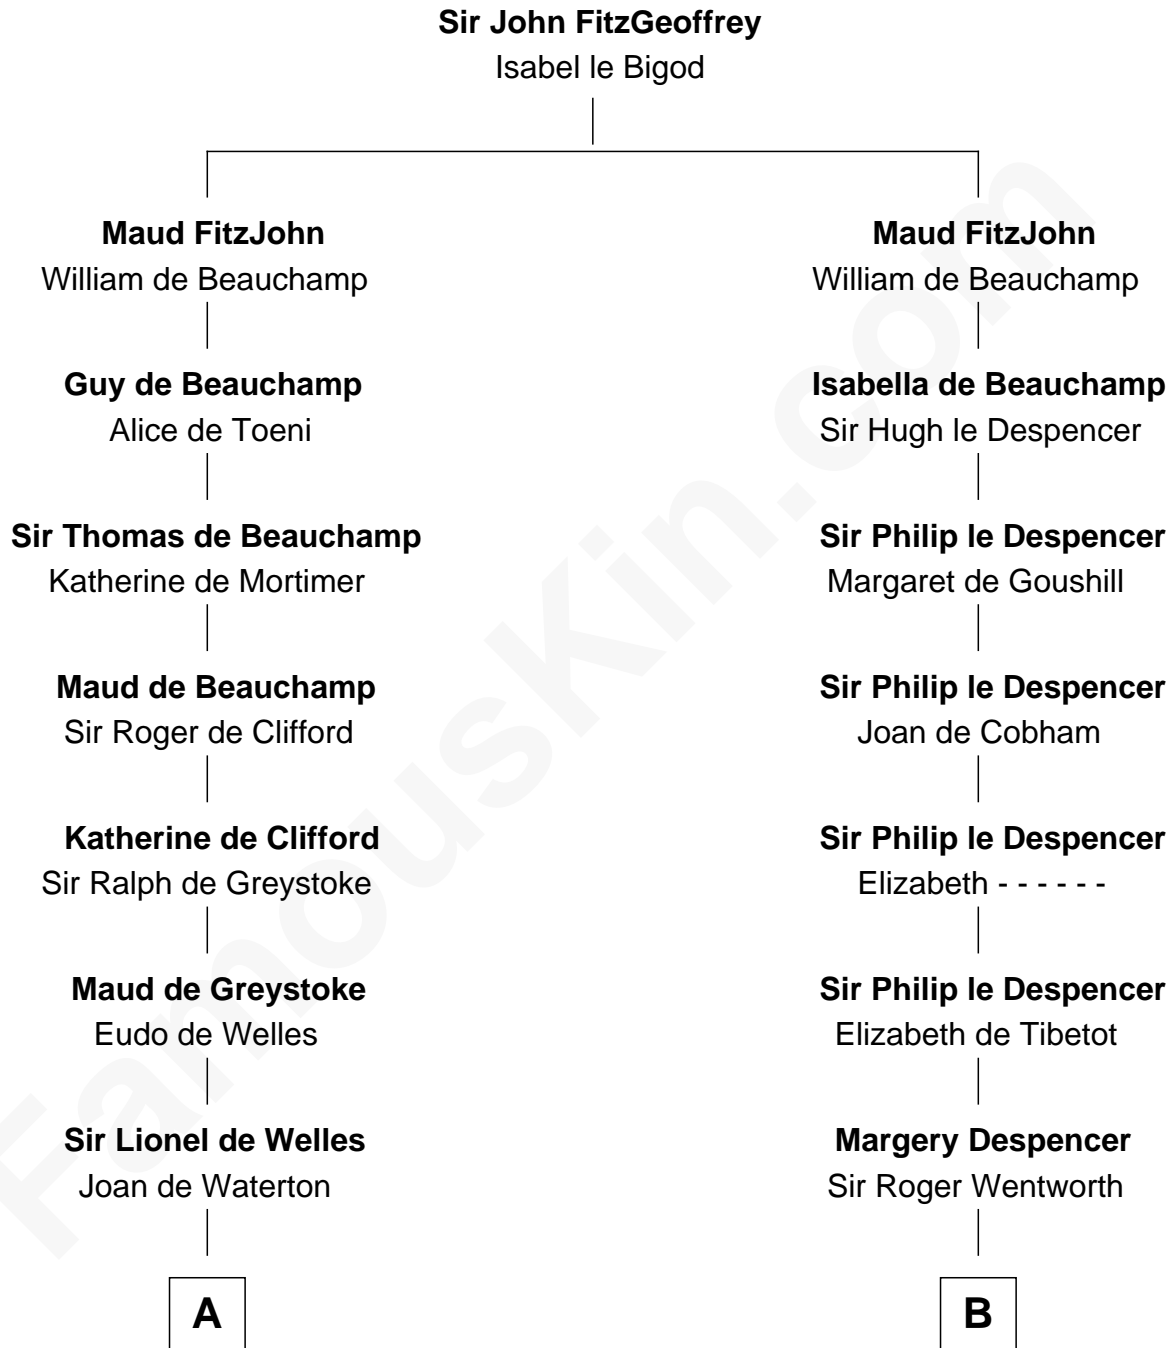 Sir John FitzGeoffrey
Isabel le Bigod
Maud FitzJohn
William de Beauchamp
Maud FitzJohn
William de Beauchamp
Guy de Beauchamp
Alice de Toeni
Isabella de Beauchamp
Sir Hugh le Despencer
Sir Thomas de Beauchamp
Katherine de Mortimer
Sir Philip le Despencer
Margaret de Goushill
Maud de Beauchamp
Sir Roger de Clifford
Sir Philip le Despencer
Joan de Cobham
Katherine de Clifford
Sir Ralph de Greystoke
Sir Philip le Despencer
Elizabeth - - - - - -
Maud de Greystoke
Eudo de Welles
Sir Philip le Despencer
Elizabeth de Tibetot
Sir Lionel de Welles
Joan de Waterton
Margery Despencer
Sir Roger Wentworth
A
B
FamousKin.com